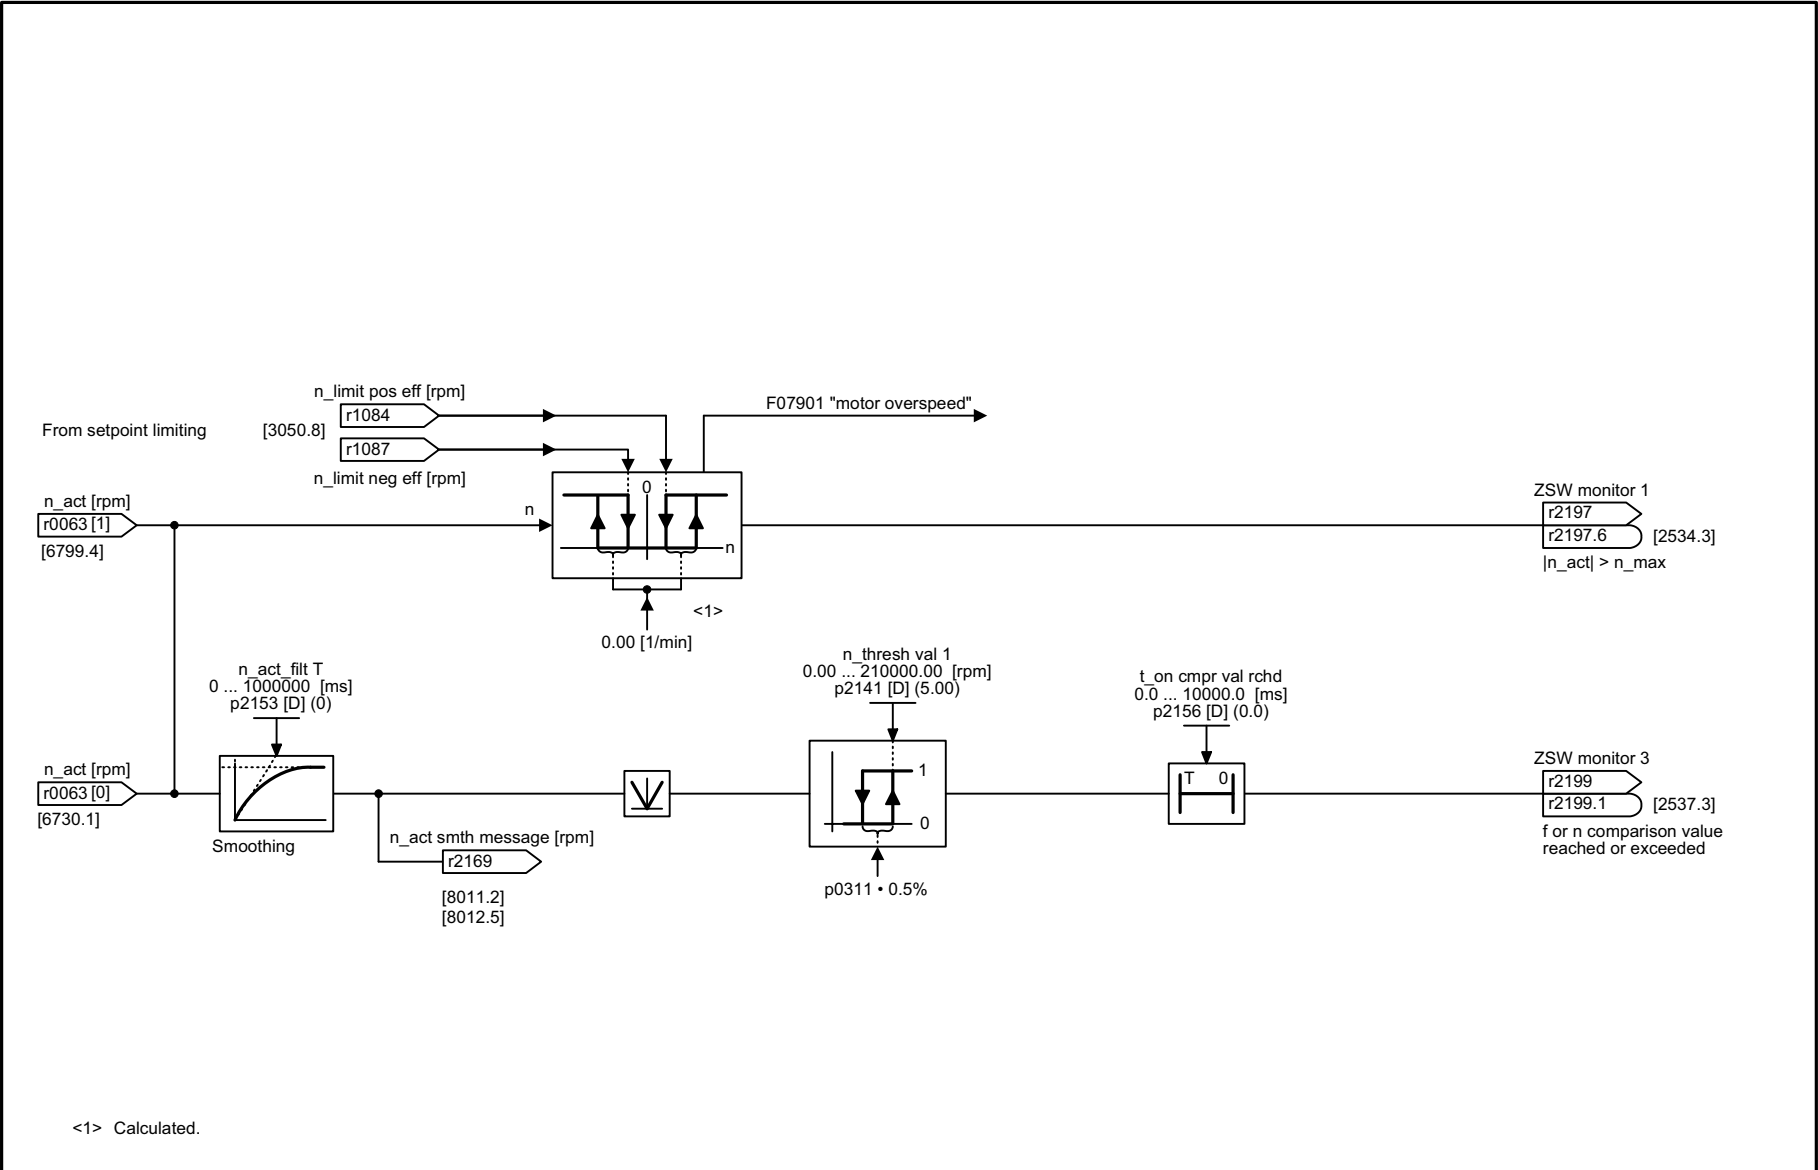 n_limit pos eff [rpm]
r1084
F07901 "motor overspeed"
From setpoint limiting
[3050.8]
r1087
n_limit neg eff [rpm]
0
n_act [rpm]
r0063 [1]
[6799.4]
n
n
ZSW monitor 1
r2197
r2197.6
[2534.3]
|n_act| > n_max
<1>
0.00 [1/min]
n_act_filt T
0 ... 1000000 [ms]
p2153 [D] (0)
n_thresh val 1
0.00 ... 210000.00 [rpm]
p2141 [D] (5.00)
t_on cmpr val rchd
0.0 ... 10000.0 [ms]
p2156 [D] (0.0)
n_act [rpm]
r0063 [0]
[6730.1]
Smoothing
n_act smth message [rpm]
r2169
[8011.2]
[8012.5]
1
0
p0311 • 0.5%
T 0
ZSW monitor 3
r2199
r2199.1
[2537.3]
f or n comparison value
reached or exceeded
<1> Calculated.